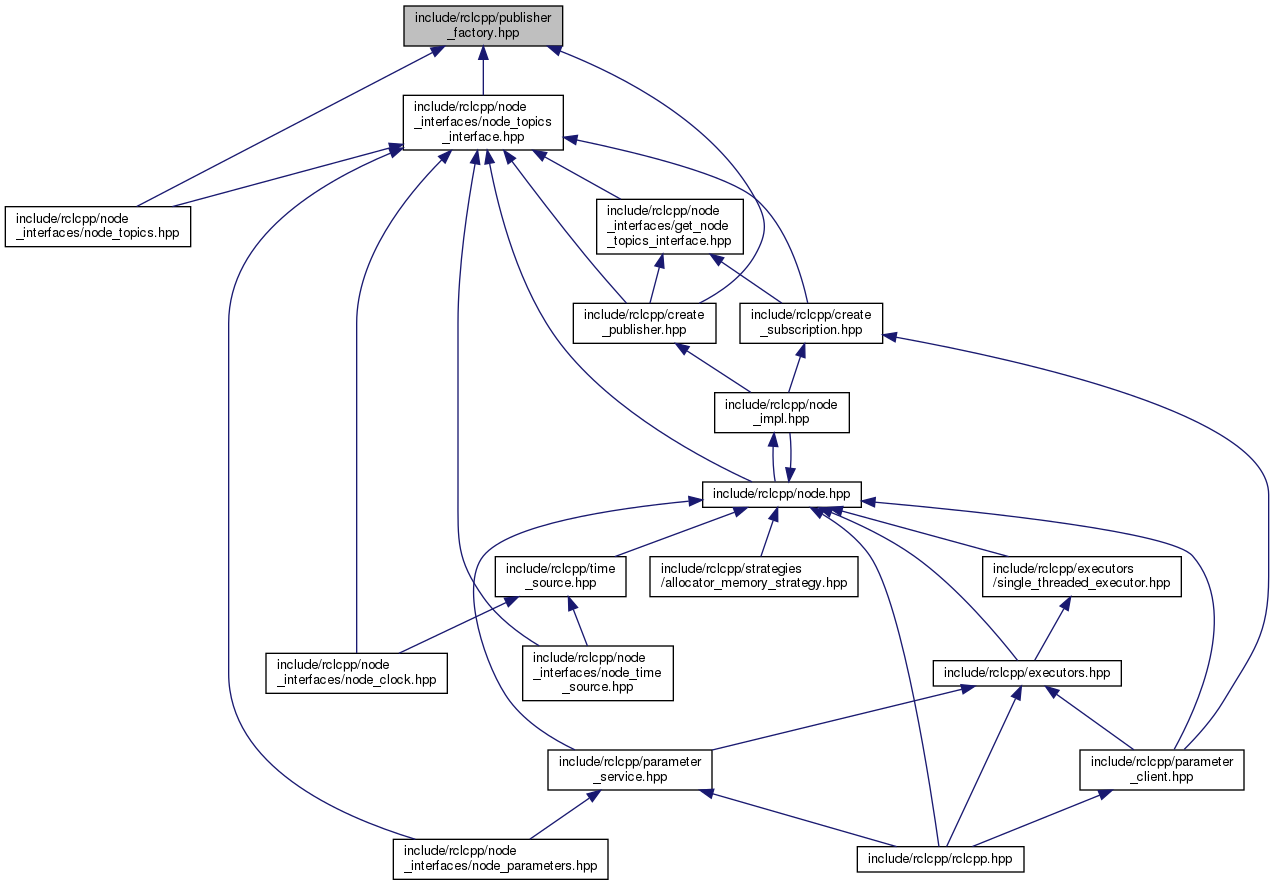 include/rclcpp/publisher
_factory.hpp
include/rclcpp/node
_interfaces/node_topics
_interface.hpp
include/rclcpp/node
_interfaces/node_topics.hpp
include/rclcpp/node
_interfaces/get_node
_topics_interface.hpp
include/rclcpp/create
_publisher.hpp
include/rclcpp/create
_subscription.hpp
include/rclcpp/node
_impl.hpp
include/rclcpp/node.hpp
include/rclcpp/time
_source.hpp
include/rclcpp/strategies
/allocator_memory_strategy.hpp
include/rclcpp/executors
/single_threaded_executor.hpp
include/rclcpp/node
_interfaces/node_clock.hpp
include/rclcpp/node
_interfaces/node_time
_source.hpp
include/rclcpp/executors.hpp
include/rclcpp/parameter
_service.hpp
include/rclcpp/parameter
_client.hpp
include/rclcpp/node
_interfaces/node_parameters.hpp
include/rclcpp/rclcpp.hpp